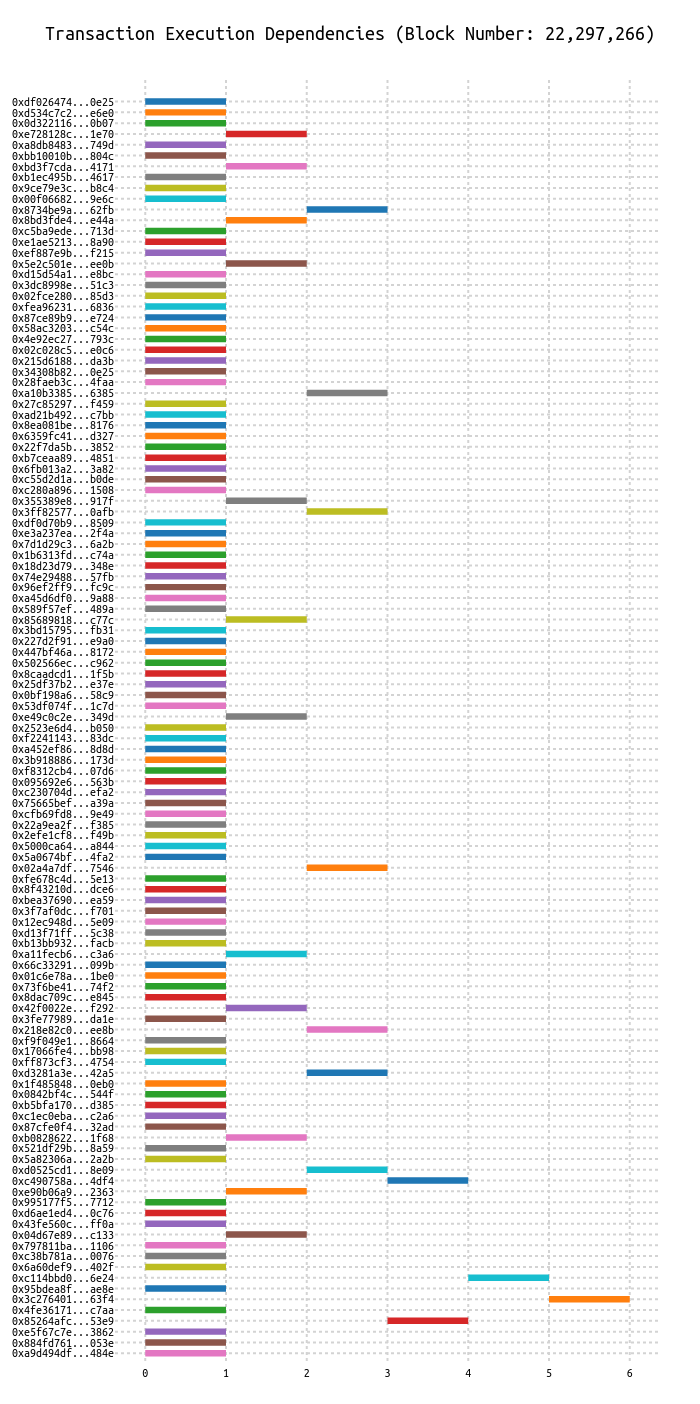 Transaction Execution Dependencies (Block Number: 22,297,266)
0xdf026474...0e25
0xd534c7c2...e6e0
0x0d322116...0b07
0xe728128c...1e70
0xa8db8483...749d
0xbb10010b...804c
0xbd3f7cda...4171
0xb1ec495b...4617
0x9ce79e3c...b8c4
0x00f06682...9e6c
0x8734be9a...62fb
0x8bd3fde4...e44a
0xc5ba9ede...713d
0xe1ae5213...8a90
0xef887e9b...f215
0x5e2c501e...ee0b
0xd15d54a1...e8bc
0x3dc8998e...51c3
0x02fce280...85d3
0xfea96231...6836
0x87ce89b9...e724
0x58ac3203...c54c
0x4e92ec27...793c
0x02c028c5...e0c6
0x215d6188...da3b
0x34308b82...0e25
0x28faeb3c...4faa
0xa10b3385...6385
0x27c85297...f459
0xad21b492...c7bb
0x8ea081be...8176
0x6359fc41...d327
0x22f7da5b...3852
0xb7ceaa89...4851
0x6fb013a2...3a82
0xc55d2d1a...b0de
0xc280a896...1508
0x355389e8...917f
0x3ff82577...0afb
0xdf0d70b9...8509
0xe3a237ea...2f4a
0x7d1d29c3...6a2b
0x1b6313fd...c74a
0x18d23d79...348e
0x74e29488...57fb
0x96ef2ff9...fc9c
0xa45d6df0...9a88
0x589f57ef...489a
0x85689818...c77c
0x3bd15795...fb31
0x227d2f91...e9a0
0x447bf46a...8172
0x502566ec...c962
0x8caadcd1...1f5b
0x25df37b2...e37e
0x0bf198a6...58c9
0x53df074f...1c7d
0xe49c0c2e...349d
0x2523e6d4...b050
0xf2241143...83dc
0xa452ef86...8d8d
0x3b918886...173d
0xf8312cb4...07d6
0x095692e6...563b
0xc230704d...efa2
0x75665bef...a39a
0xcfb69fd8...9e49
0x22a9ea2f...f385
0x2efe1cf8...f49b
0x5000ca64...a844
0x5a0674bf...4fa2
0x02a4a7df...7546
0xfe678c4d...5e13
0x8f43210d...dce6
0xbea37690...ea59
0x3f7af0dc...f701
0x12ec948d...5e09
0xd13f71ff...5c38
0xb13bb932...facb
0xa11fecb6...c3a6
0x66c33291...099b
0x01c6e78a...1be0
0x73f6be41...74f2
0x8dac709c...e845
0x42f0022e...f292
0x3fe77989...da1e
0x218e82c0...ee8b
0xf9f049e1...8664
0x17066fe4...bb98
0xff873cf3...4754
0xd3281a3e...42a5
0x1f485848...0eb0
0x0842bf4c...544f
0xb5bfa170...d385
0xc1ec0eba...c2a6
0x87cfe0f4...32ad
0xb0828622...1f68
0x521df29b...8a59
0x5a82306a...2a2b
0xd0525cd1...8e09
0xc490758a...4df4
0xe90b06a9...2363
0x995177f5...7712
0xd6ae1ed4...0c76
0x43fe560c...ff0a
0x04d67e89...c133
0x797811ba...1106
0xc38b781a...0076
0x6a60def9...402f
0xc114bbd0...6e24
0x95bdea8f...ae8e
0x3c276401...63f4
0x4fe36171...c7aa
0x85264afc...53e9
0xe5f67c7e...3862
0x884fd761...053e
0xa9d494df...484e
0 1 2 3 4 5 6